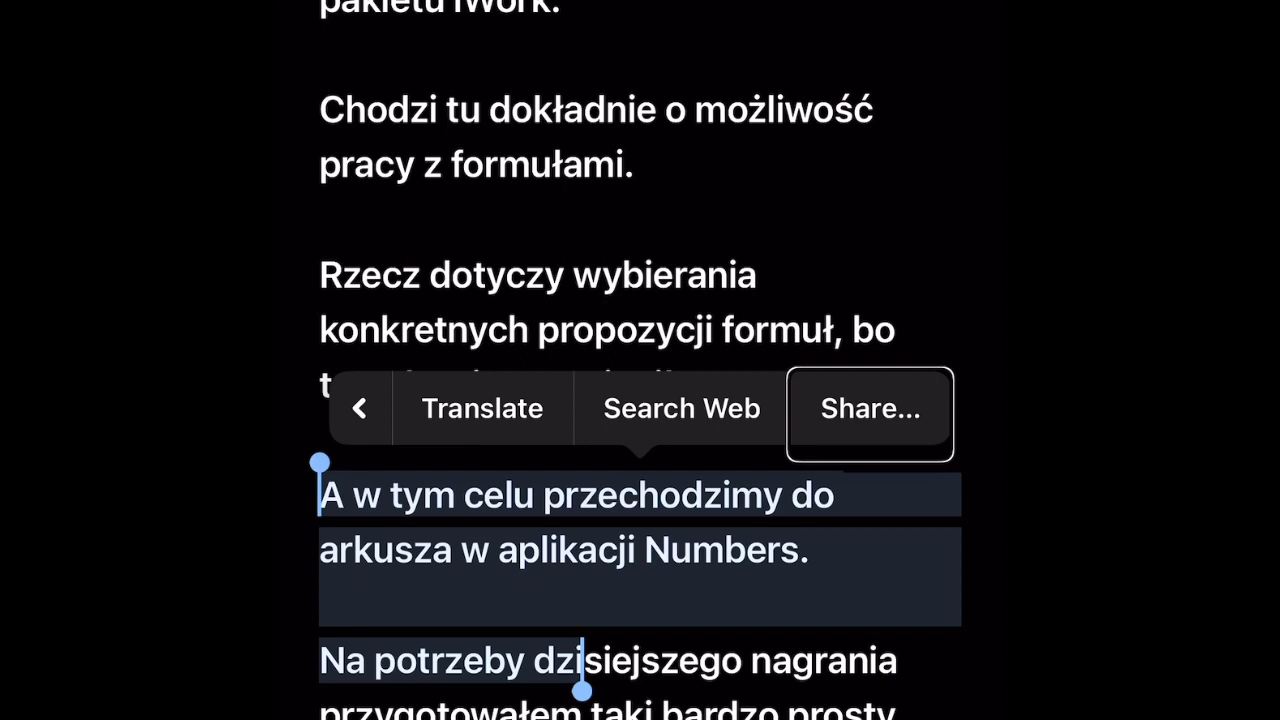 pakietu iWork.
Chodzi tu dokładnie o możliwość
pracy z formułami.
Rzecz dotyczy wybierania
konkretnych propozycji formuł, bo
Translate
Search Web
Share...
A w tym celu przechodzimy do
arkusza w aplikacji Numbers.
Na potrzeby dzisiejszego nagrania
przygotowałem taki bardzo prosty